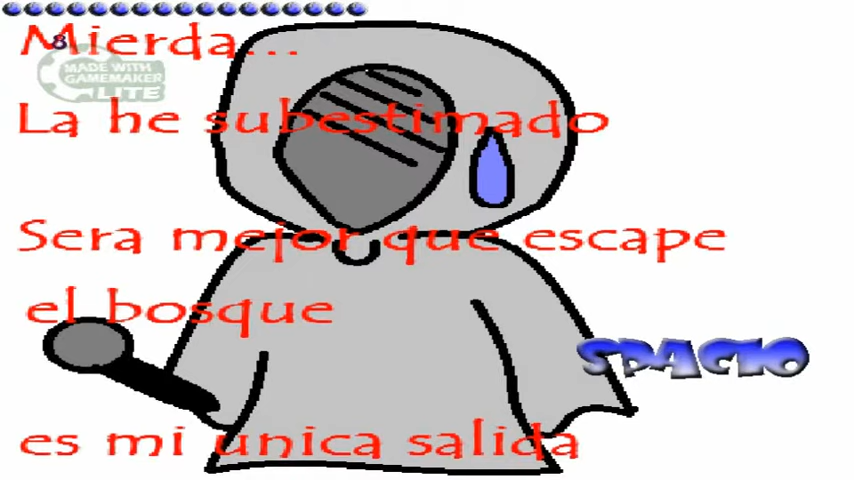 Mierda...
8
MADE WITH
GAMEMAKER
LITE
La he subestimado
Sera mejor que escape
el bosque
SPACIO
es mi unica salida